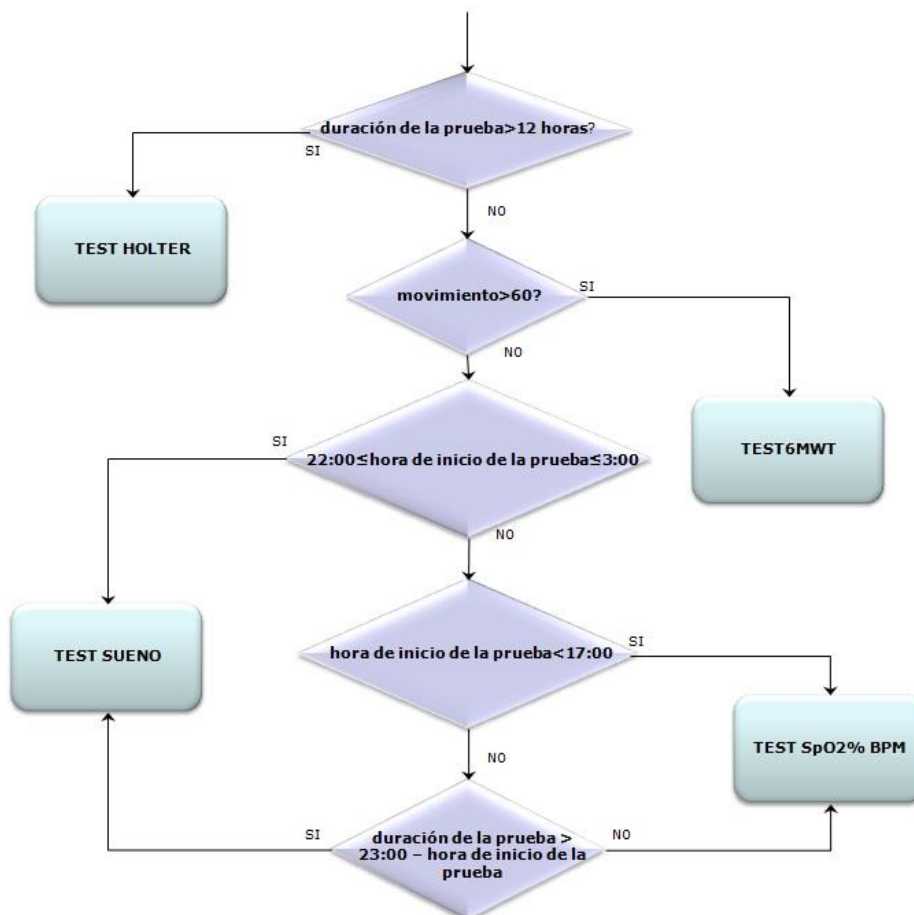 duración de la prueba>12 horas?
SI
TEST HOLTER
NO
movimiento>60?
SI
NO
TEST6MWT
SI
22:00≤hora de inicio de la prueba≤3:00
NO
TEST SUENO
hora de inicio de la prueba<17:00
SI
TEST SpO2% BPM
NO
SI
duración de la prueba >
23:00 – hora de inicio de la
prueba
NO